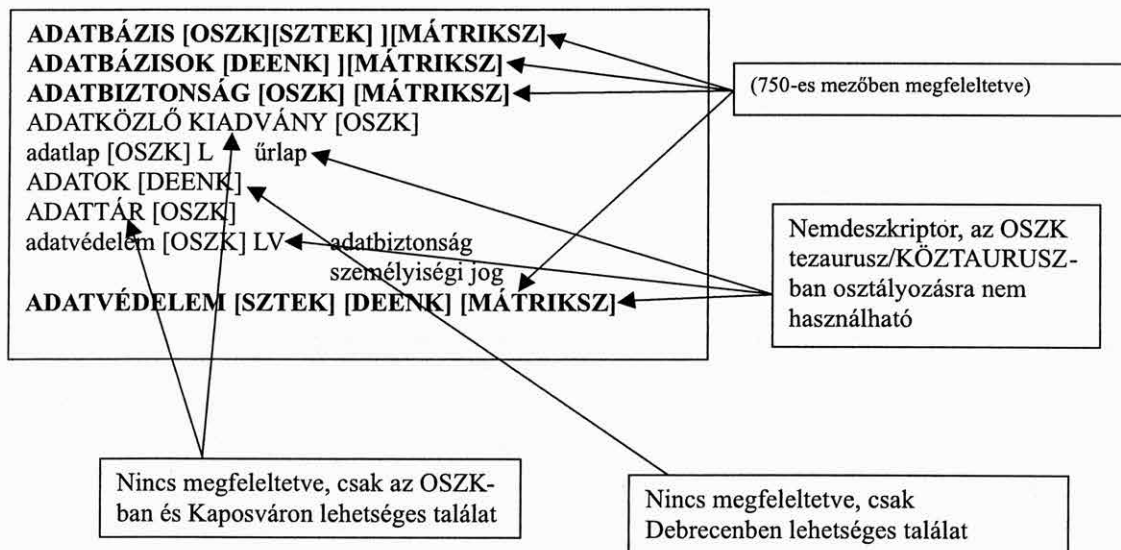 ADATBÁZIS [OSZK][SZTEK] ][MÁTRIKSZ]
ADATBÁZISOK [DEENK] ][MÁTRIKSZ]
ADATBIZTONSÁG [OSZK] [MÁTRIKSZ]
ADATKÖZLŐ KIADVÁNY [OSZK]
adatlap [OSZK] L űrlap
ADATOK [DEENK]
ADATTÁR [OSZK]
adatvédelem [OSZK] LV adatbiztonság
személyiségi jog
ADATVÉDELEM [SZTEK] [DEENK] [MÁTRIKSZ]
(750-es mezőben megfeleltetve)
Nemdeszkriptor, az OSZK
tezaurusz/KÖZTAURUSZ-
ban osztályozásra nem
használható
Nincs megfeleltetve, csak az OSZK-
ban és Kaposváron lehetséges találat
Nincs megfeleltetve, csak
Debrecenben lehetséges találat